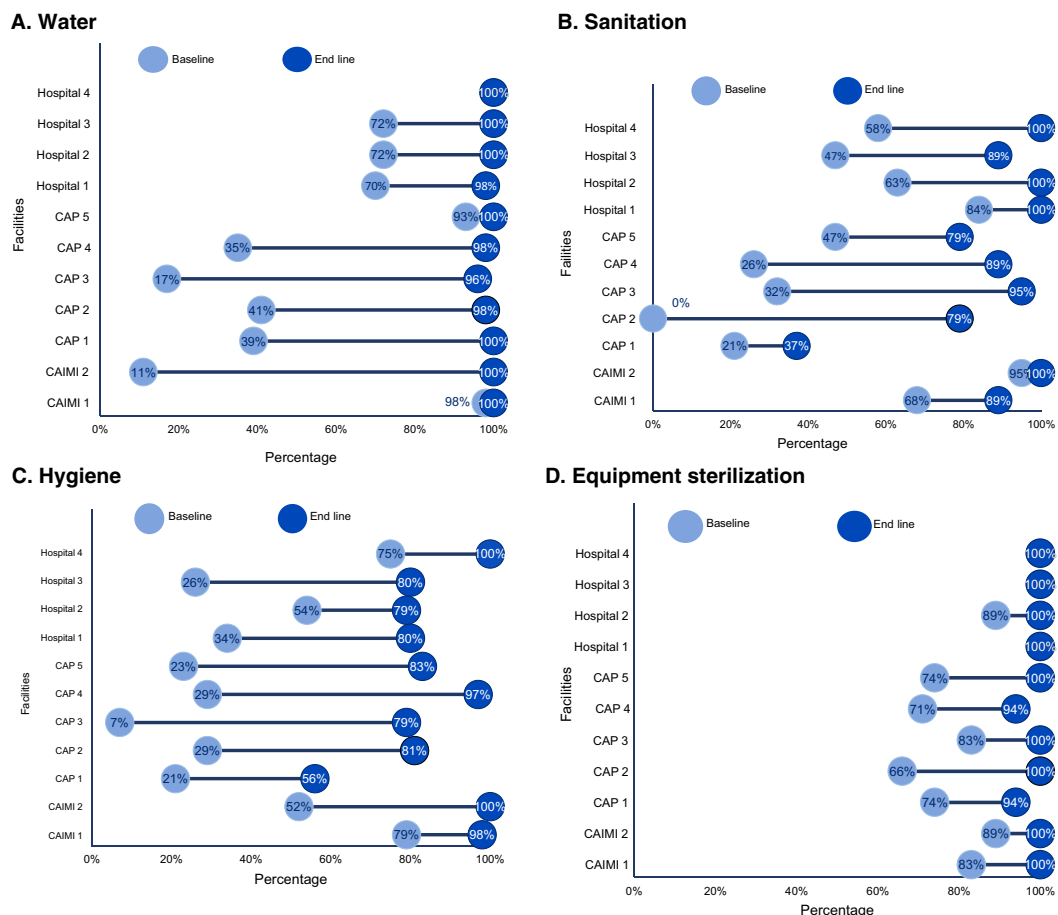 A. Water
Baseline
End line
Facilities
Hospital 4
100%
Hospital 3
72%
100%
Hospital 2
72%
100%
Hospital 1
70%
98%
CAP 5
93%
100%
CAP 4
35%
98%
CAP 3
17%
96%
CAP 2
41%
98%
CAP 1
39%
100%
CAIMI 2
11%
100%
CAIMI 1
98%
100%
0% 20% 40% 60% 80% 100%
Percentage
B. Sanitation
Baseline
End line
Failities
Hospital 4
58%
100%
Hospital 3
47%
89%
Hospital 2
63%
100%
Hospital 1
84%
100%
CAP 5
47%
79%
CAP 4
26%
89%
CAP 3
32%
95%
CAP 2
0%
79%
CAP 1
21%
37%
CAIMI 2
95%
100%
CAIMI 1
68%
89%
0% 20% 40% 60% 80% 100%
Percentage
C. Hygiene
Baseline
End line
Facilities
Hospital 4
75%
100%
Hospital 3
26%
80%
Hospital 2
54%
79%
Hospital 1
34%
80%
CAP 5
23%
83%
CAP 4
29%
97%
CAP 3
7%
79%
CAP 2
29%
81%
CAP 1
21%
56%
CAIMI 2
52%
100%
CAIMI 1
79%
98%
0% 20% 40% 60% 80% 100%
Percentage
D. Equipment sterilization
Baseline
End line
Facilities
Hospital 4
100%
Hospital 3
100%
Hospital 2
89%
100%
Hospital 1
100%
CAP 5
74%
100%
CAP 4
71%
94%
CAP 3
83%
100%
CAP 2
66%
100%
CAP 1
74%
94%
CAIMI 2
89%
100%
CAIMI 1
83%
100%
0% 20% 40% 60% 80% 100%
Percentage